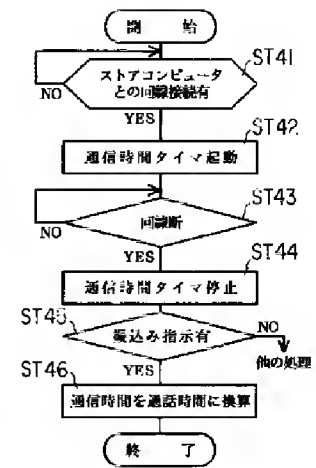 開 始
ストアコンピュータ
との回線接続有
ST41
NO
YES
ST42
通信時間タイマ起動
ST43
回線断
NO
YES
ST44
通信時間タイマ停止
ST45
振込み指示有
NO
他の処理
YES
ST46
通信時間を通話時間に換算
終 了